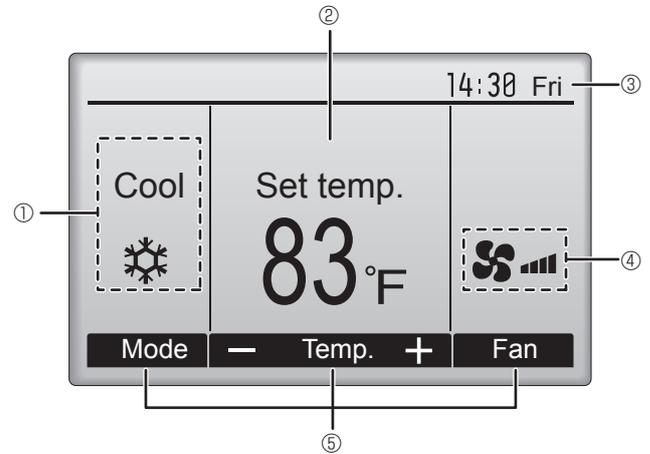 ②
14:30 Fri ③
① Cool Set temp.
83°F ④
Mode — Temp. + Fan
⑤